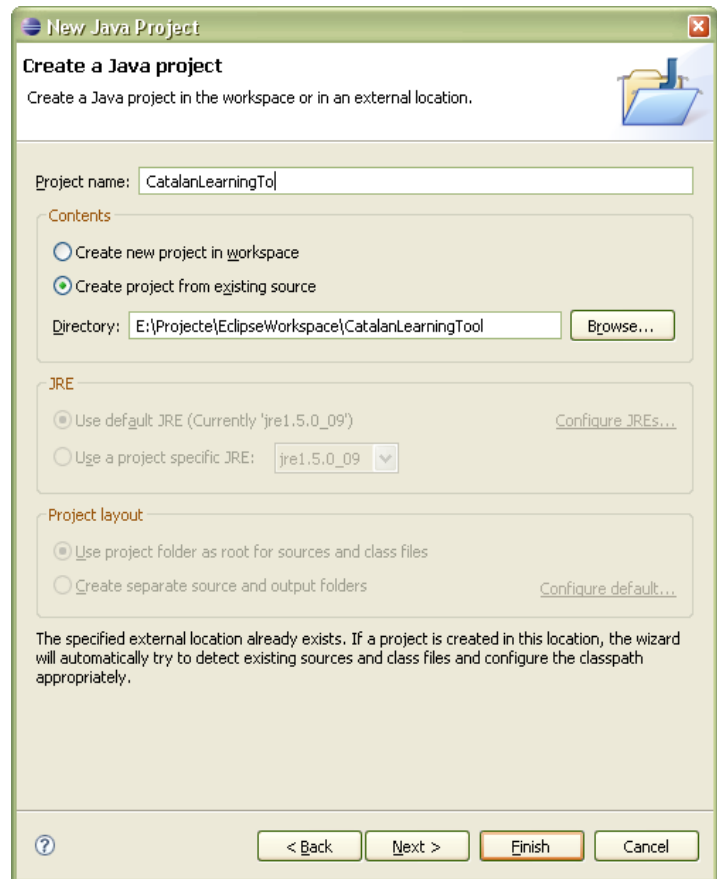 New Java Project
Create a Java project
Create a Java project in the workspace or in an external location.
Project name: CatalanLearningTo
Contents
Create new project in workspace
Create project from existing source
Directory: E:\Projecte\EclipseWorkspace\CatalanLearningTool Browse...
JRE
Use default JRE (Currently 'jre1.5.0_09') Configure JREs...
Use a project specific JRE: jre1.5.0_09
Project layout
Use project folder as root for sources and class files
Create separate source and output folders Configure default...
The specified external location already exists. If a project is created in this location, the wizard
will automatically try to detect existing sources and class files and configure the classpath
appropriately.
? < Back Next > Finish Cancel